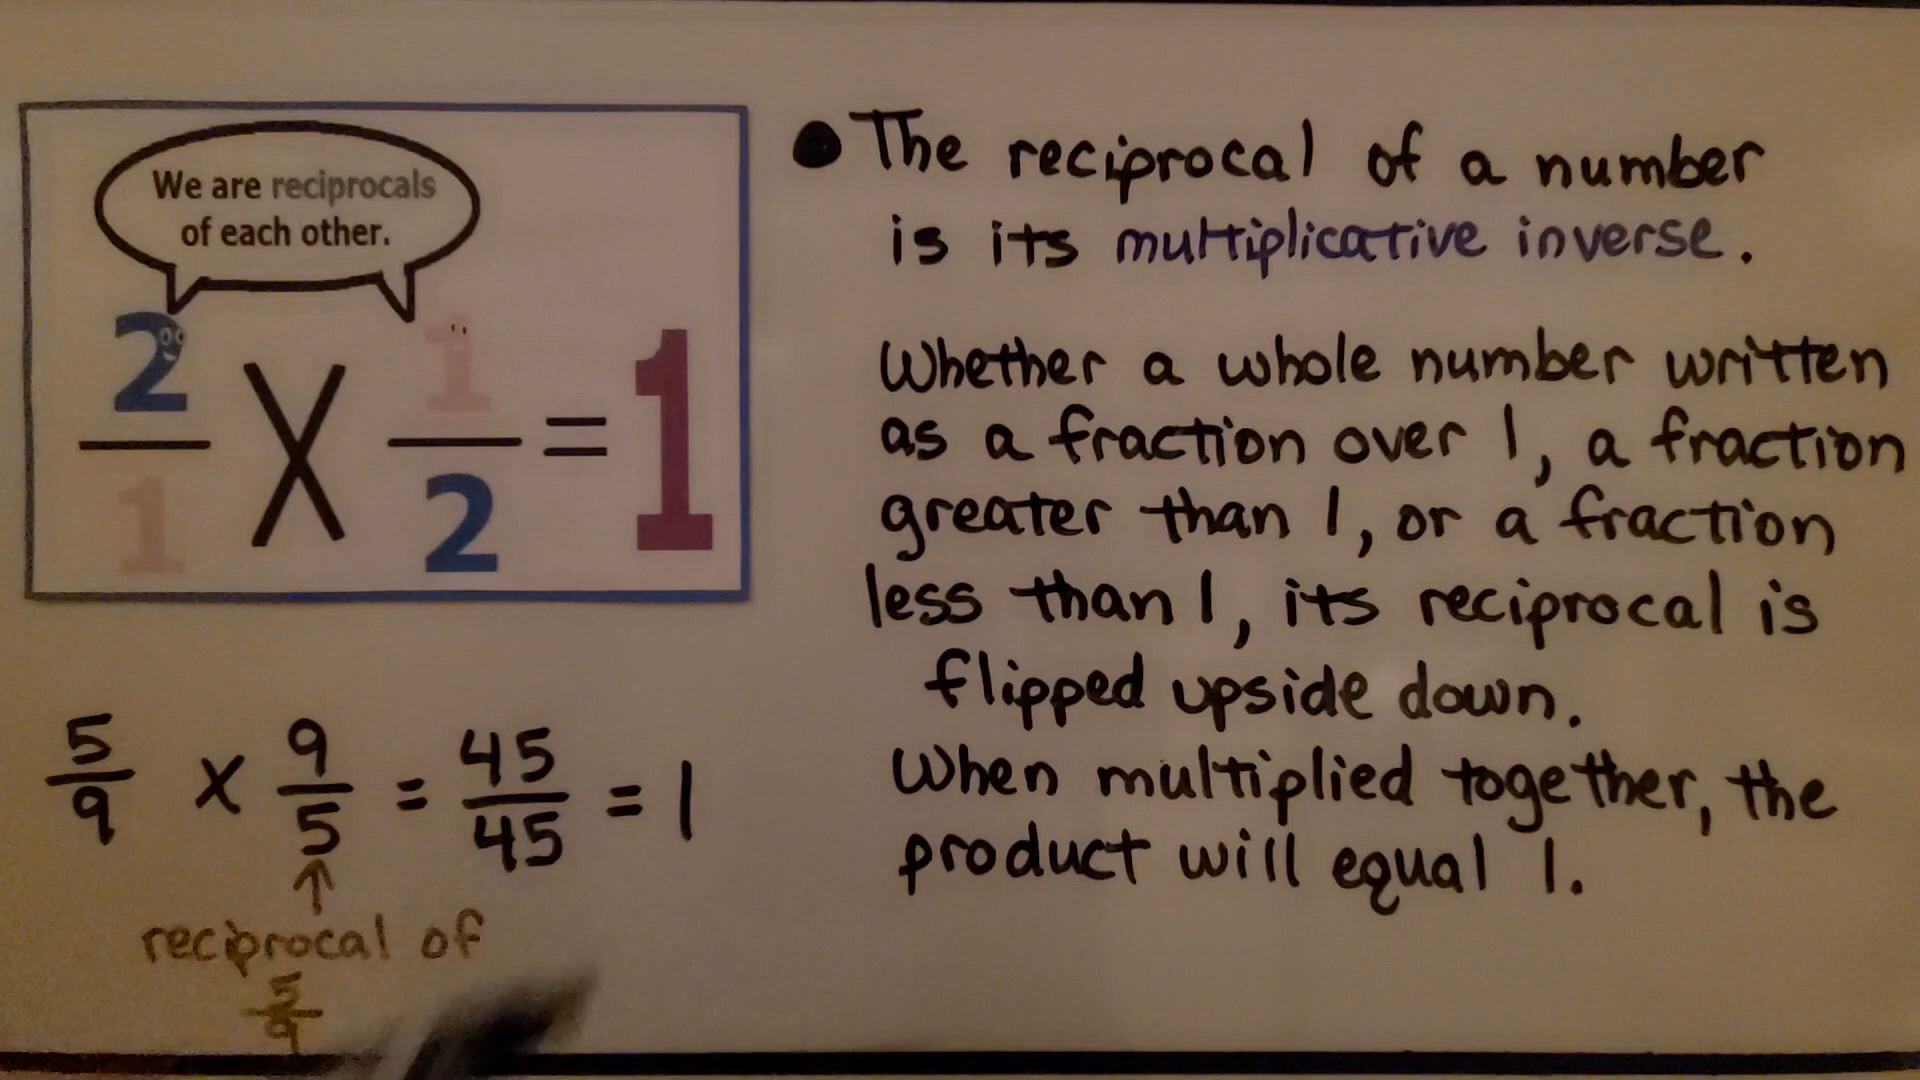 We are reciprocals
of each other.
2/1 X 1/2 = 1
5/9 x 9/5 = 45/45 = 1
↑
reciprocal of
5/9
● The reciprocal of a number
is its multiplicative inverse.
Whether a whole number written
as a fraction over 1, a fraction
greater than 1, or a fraction
less than 1, its reciprocal is
flipped upside down.
When multiplied together, the
product will equal 1.